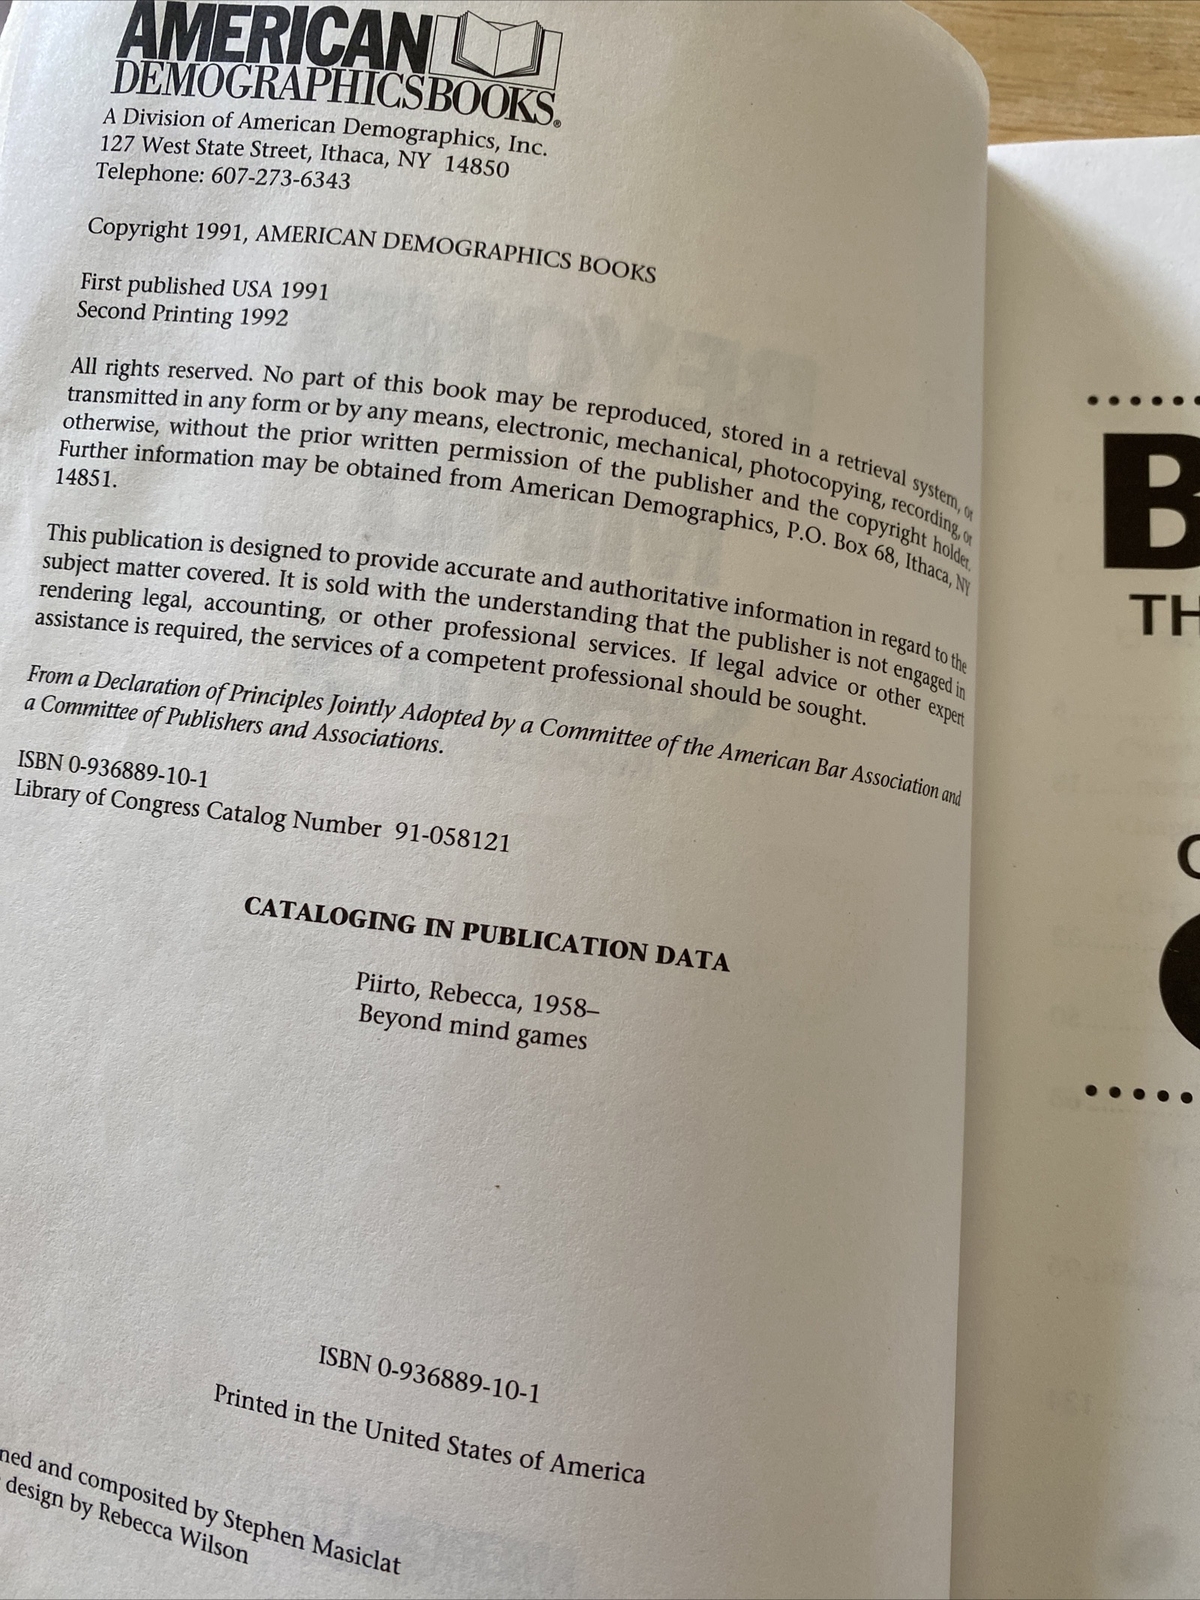 AMERICAN
DEMOGRAPHICS BOOKS®
A Division of American Demographics, Inc.
127 West State Street, Ithaca, NY 14850
Telephone: 607-273-6343
Copyright 1991, AMERICAN DEMOGRAPHICS BOOKS
First published USA 1991
Second Printing 1992
All rights reserved. No part of this book may be reproduced, stored in a retrieval system, or
transmitted in any form or by any means, electronic, mechanical, photocopying, recording, or
otherwise, without the prior written permission of the publisher and the copyright holder.
Further information may be obtained from American Demographics, P.O. Box 68, Ithaca, NY
14851.
This publication is designed to provide accurate and authoritative information in regard to the
subject matter covered. It is sold with the understanding that the publisher is not engaged in
rendering legal, accounting, or other professional services. If legal advice or other expert
assistance is required, the services of a competent professional should be sought.
From a Declaration of Principles Jointly Adopted by a Committee of the American Bar Association and
a Committee of Publishers and Associations.
ISBN 0-936889-10-1
Library of Congress Catalog Number 91-058121
CATALOGING IN PUBLICATION DATA
Piirto, Rebecca, 1958–
Beyond mind games
ISBN 0-936889-10-1
Printed in the United States of America
ned and composited by Stephen Masiclat
design by Rebecca Wilson
B
TH